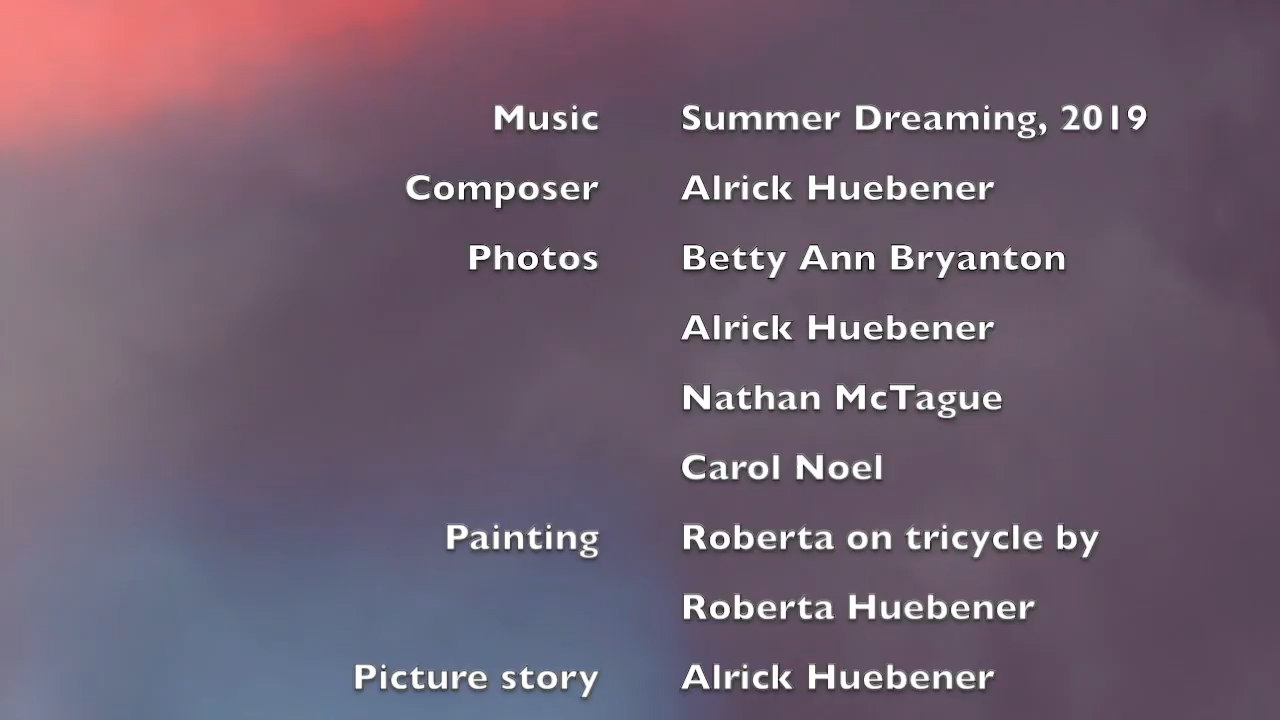 Music Summer Dreaming, 2019
Composer Alrick Huebener
Photos Betty Ann Bryanton
Alrick Huebener
Nathan McTague
Carol Noel
Painting Roberta on tricycle by
Roberta Huebener
Picture story Alrick Huebener